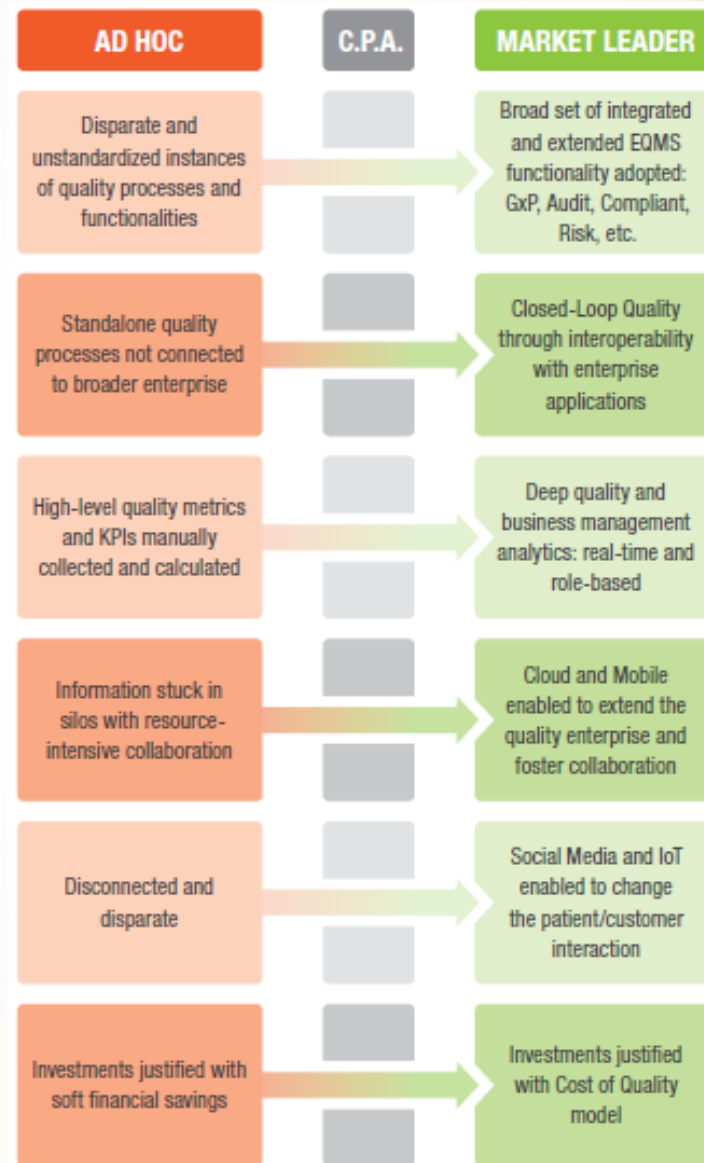 AD HOC
C.P.A.
MARKET LEADER
Disparate and
unstandardized instances
of quality processes and
functionalities
Broad set of integrated
and extended EQMS
functionality adopted:
GxP, Audit, Compliant,
Risk, etc.
Standalone quality
processes not connected
to broader enterprise
Closed-Loop Quality
through interoperability
with enterprise
applications
High-level quality metrics
and KPIs manually
collected and calculated
Deep quality and
business management
analytics: real-time and
role-based
Information stuck in
silos with resource-
intensive collaboration
Cloud and Mobile
enabled to extend the
quality enterprise and
foster collaboration
Disconnected and
disparate
Social Media and IoT
enabled to change
the patient/customer
interaction
Investments justified with
soft financial savings
Investments justified
with Cost of Quality
model